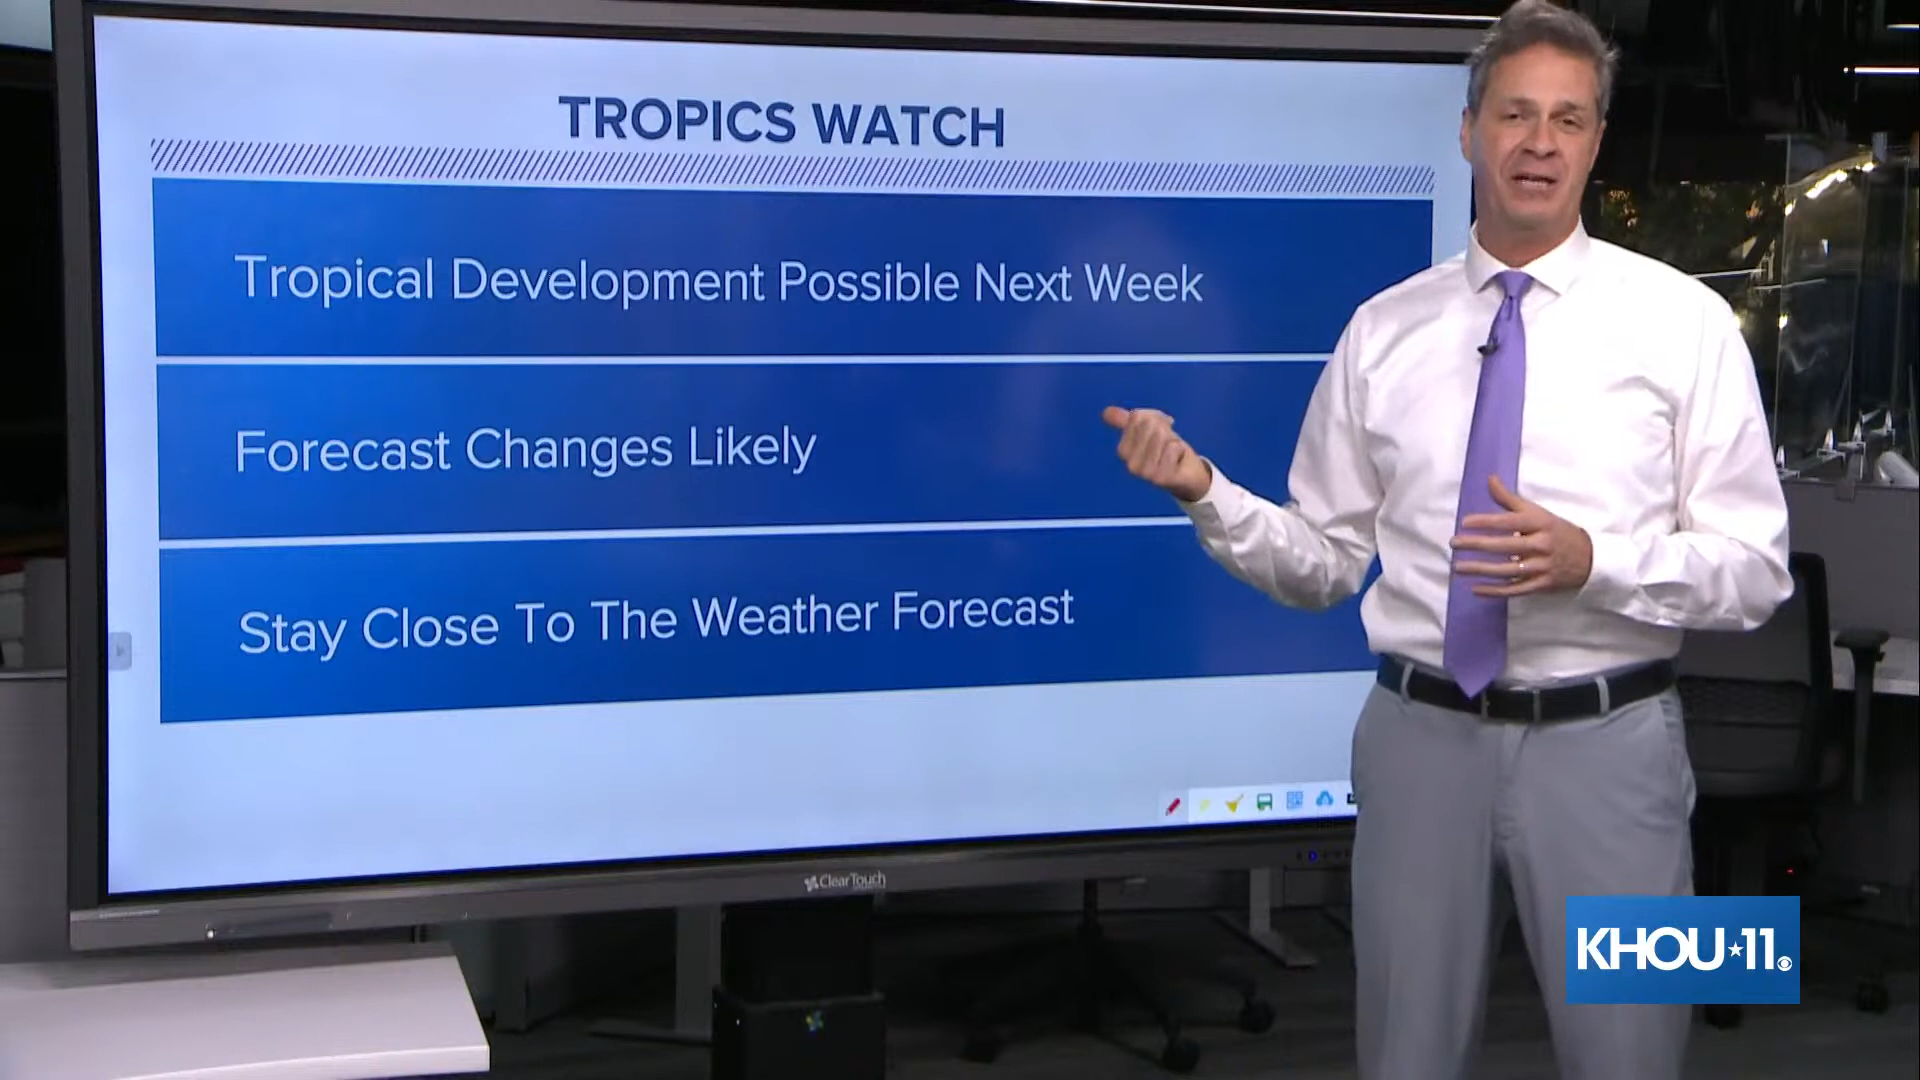 TROPICS WATCH
Tropical Development Possible Next Week
Forecast Changes Likely
Stay Close To The Weather Forecast
ClearTouch
KHOU★11